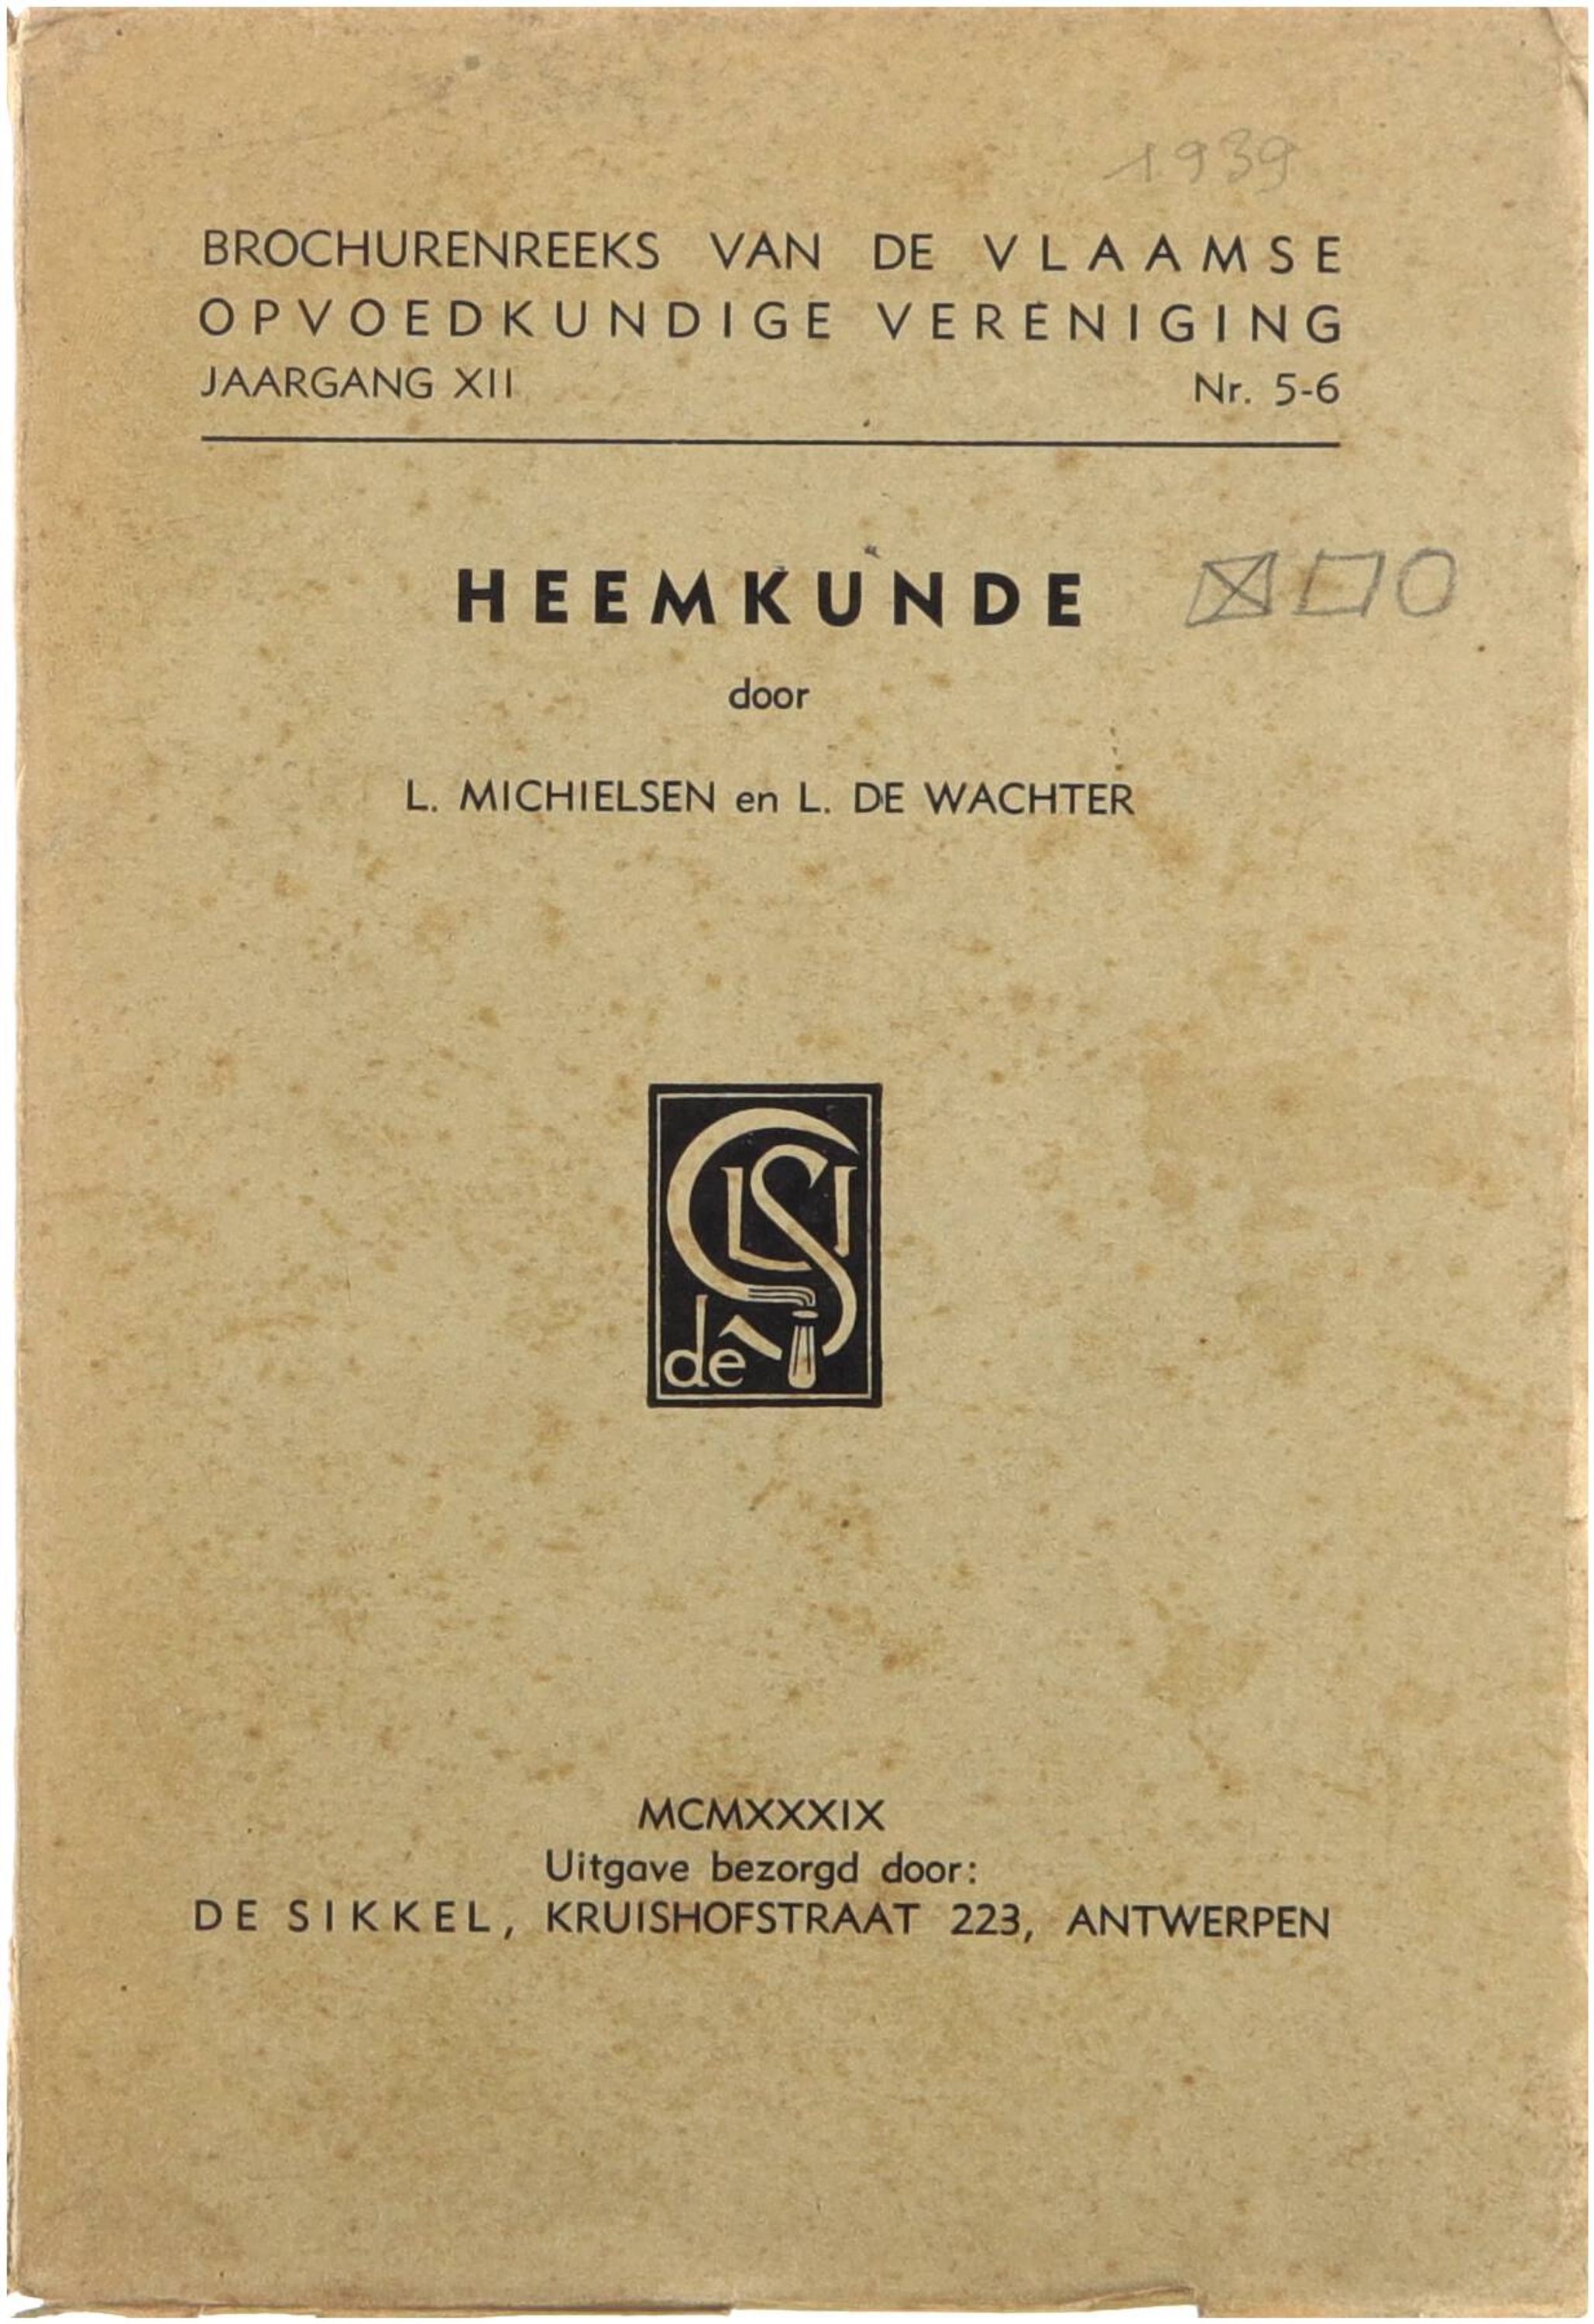 1939
BROCHURENREEKS VAN DE VLAAMSE
OPVOEDKUNDIGE VERENIGING
JAARGANG XII Nr. 5-6
HEEMKUNDE
door
L. MICHIELSEN en L. DE WACHTER
de
MCMXXXIX
Uitgave bezorgd door:
DE SIKKEL, KRUISHOFSTRAAT 223, ANTWERPEN